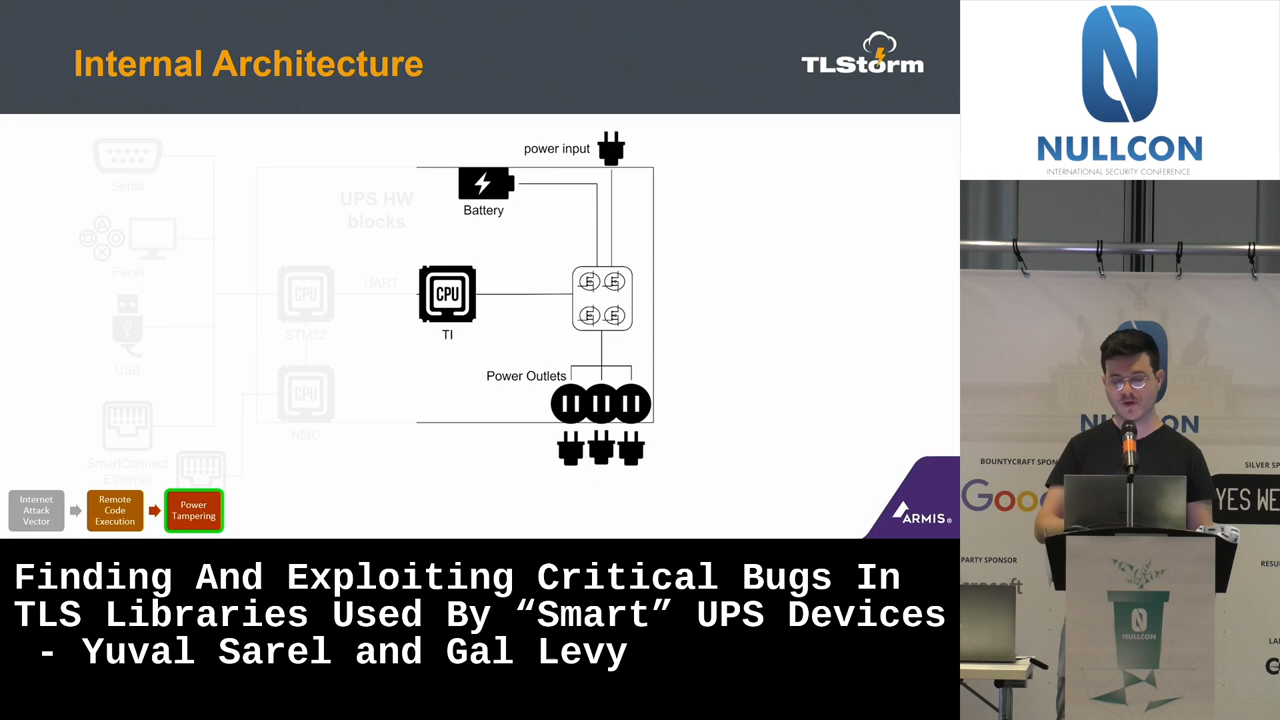 Internal Architecture
TLStorm
power input
Battery
Serial
UPS HW
blocks
Panel
UART
CPU
CPU
TI
STM32
USB
Power Outlets
CPU
NMC
SmartConnect
Ethernet
Internet
Attack
Vector
Remote
Code
Execution
Power
Tampering
ARMIS®
NULLCON
INTERNATIONAL SECURITY CONFERENCE
BOUNTYCRAFT
SILVER
YES WE
PARTY SPONSOR
NULLCON
Finding And Exploiting Critical Bugs In
TLS Libraries Used By “Smart” UPS Devices
- Yuval Sarel and Gal Levy